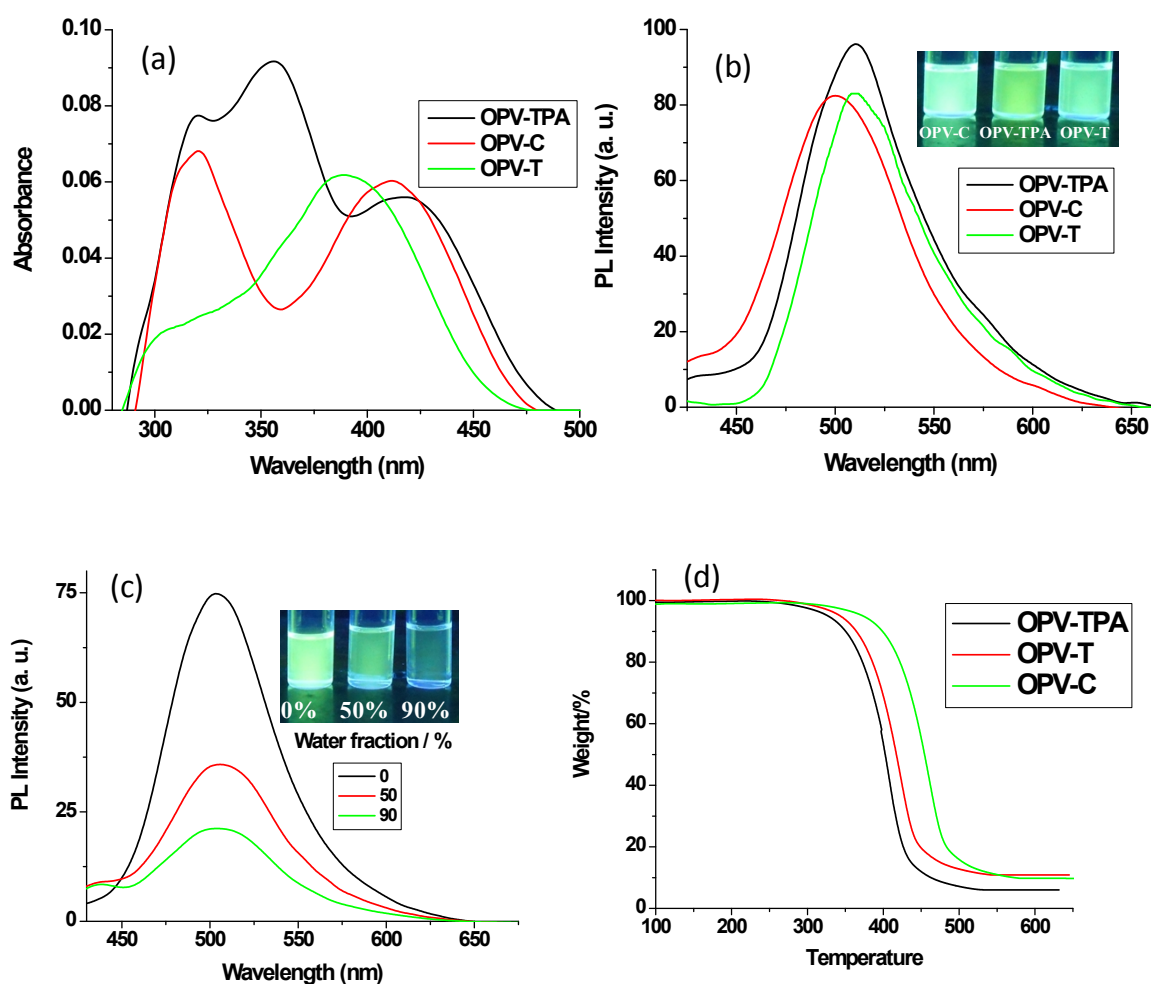 (a)
OPV-TPA
OPV-C
OPV-T
Absorbance
0.10
0.08
0.06
0.04
0.02
0.00
300
350
400
450
500
Wavelength (nm)
(b)
OPV-C
OPV-TPA
OPV-T
OPV-TPA
OPV-C
OPV-T
PL Intensity (a. u.)
100
80
60
40
20
0
450
500
550
600
650
Wavelength (nm)
(c)
0%
50%
90%
Water fraction / %
0
50
90
PL Intensity (a. u.)
75
50
25
0
450
500
550
600
650
Wavelength (nm)
(d)
OPV-TPA
OPV-T
OPV-C
Weight/%
100
80
60
40
20
0
100
200
300
400
500
600
Temperature